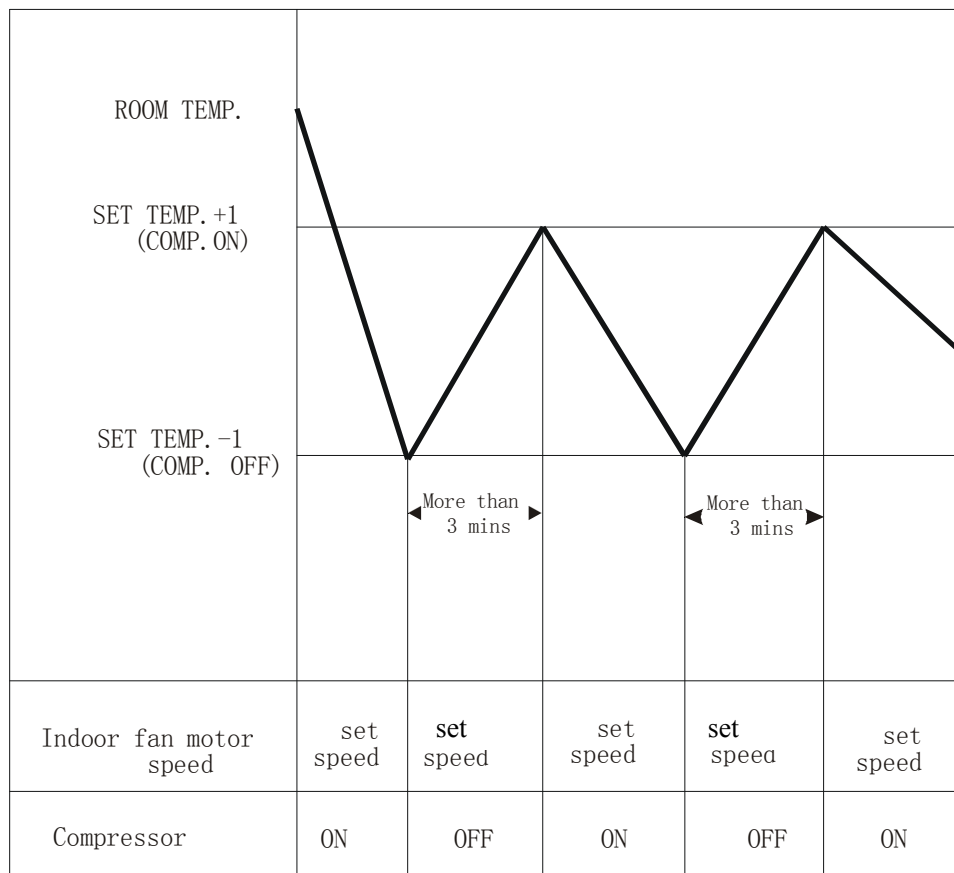 ROOM TEMP.
SET TEMP.+1
(COMP.ON)
SET TEMP.-1
(COMP. OFF)
More than
3 mins
More than
3 mins
Indoor fan motor
speed
set
speed
set
speed
set
speed
set
speed
set
speed
Compressor
ON
OFF
ON
OFF
ON